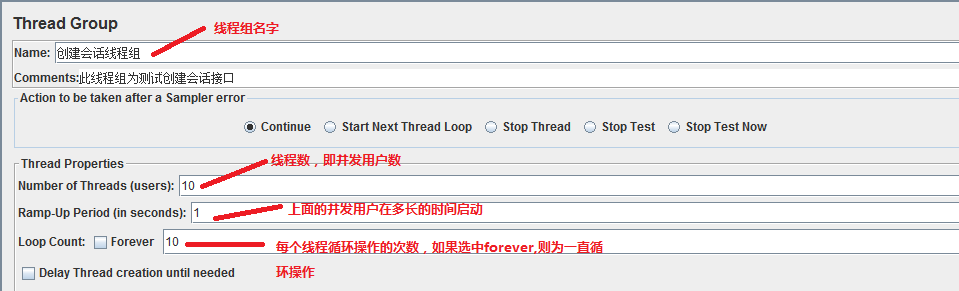 Thread Group
线程组名字
Name: 创建会话线程组
Comments:此线程组为测试创建会话接口
Action to be taken after a Sampler error
Continue Start Next Thread Loop Stop Thread Stop Test Stop Test Now
Thread Properties
线程数，即并发用户数
Number of Threads (users): 10
Ramp-Up Period (in seconds): 1
上面的并发用户在多长的时间启动
Loop Count: Forever 10
每个线程循环操作的次数，如果选中forever,则为一直循
环操作
Delay Thread creation until needed